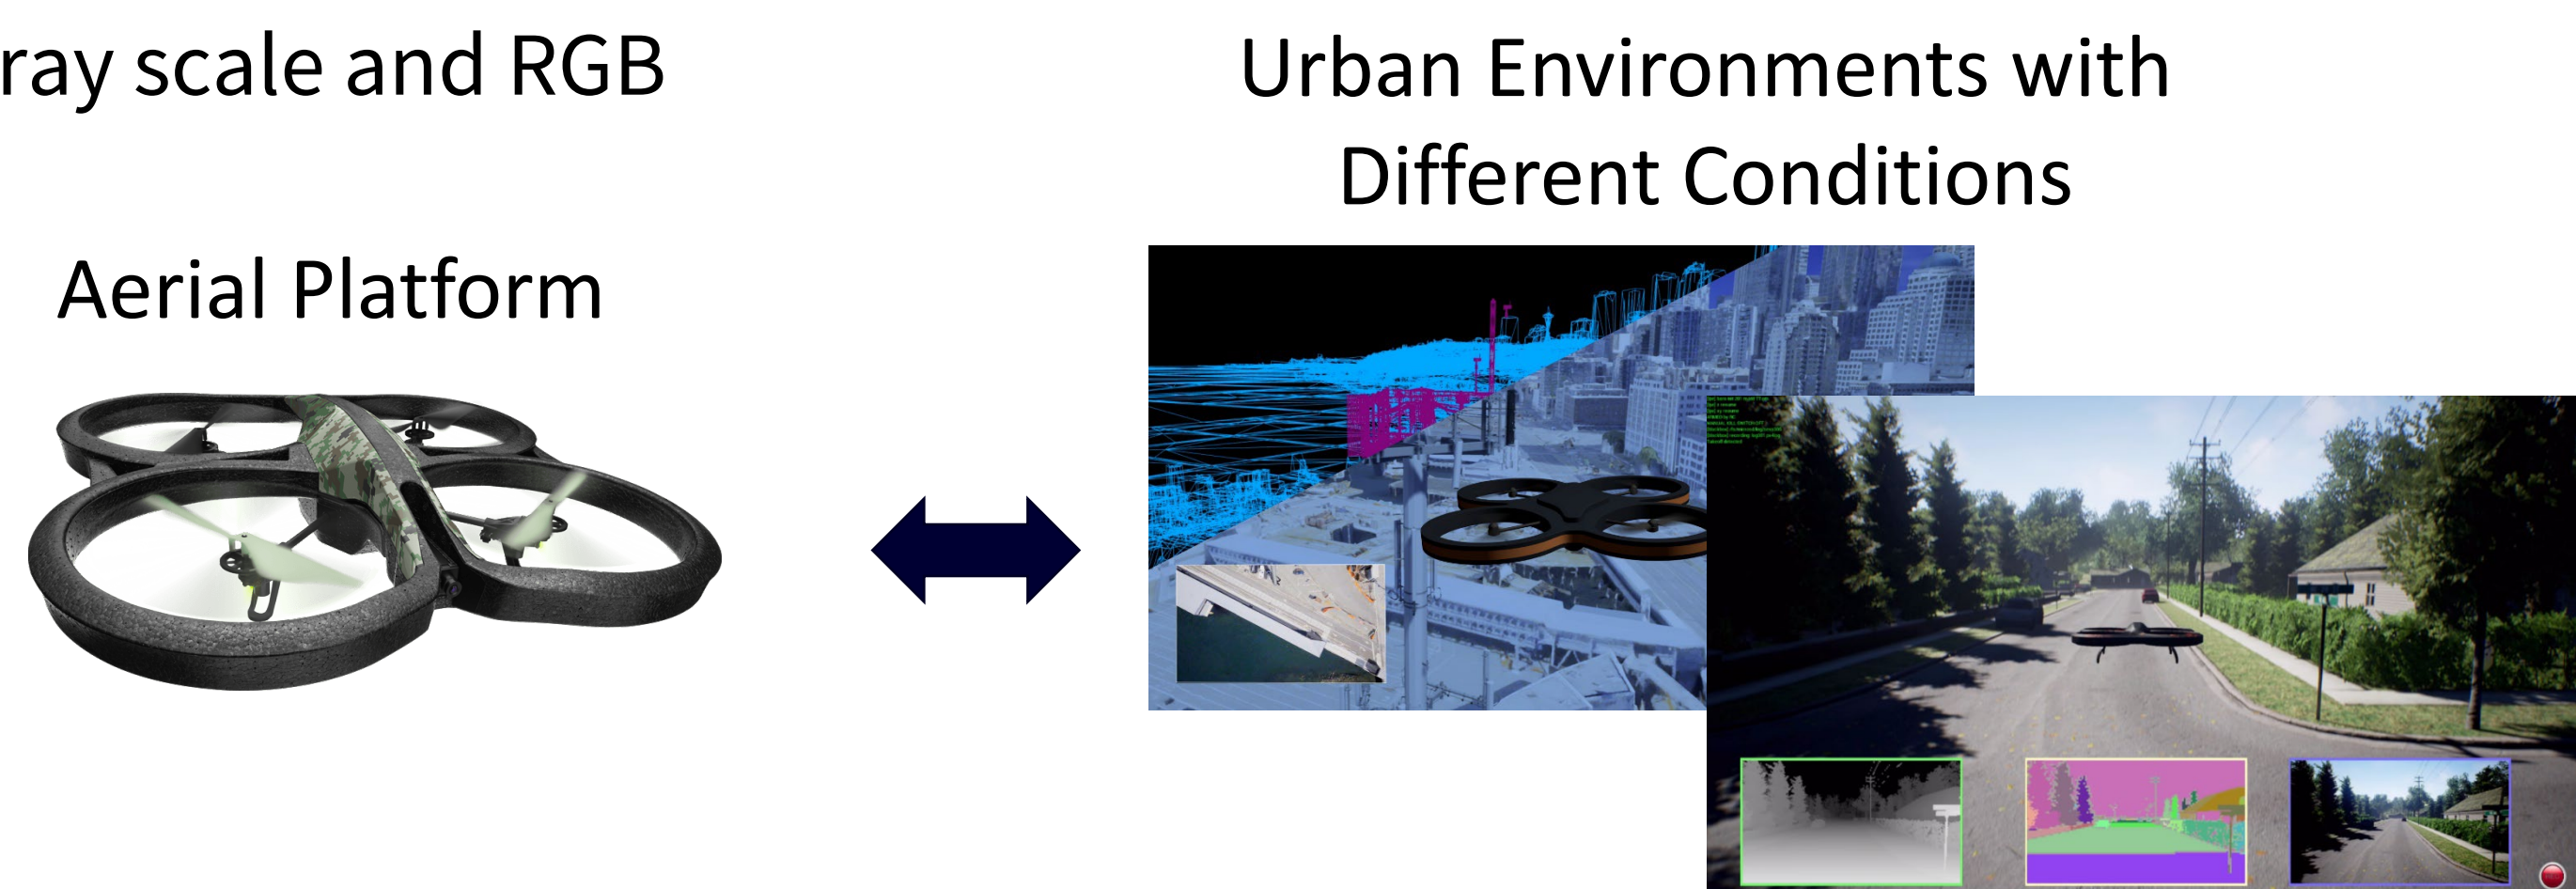 ray scale and RGB
Urban Environments with
Different Conditions
Aerial Platform